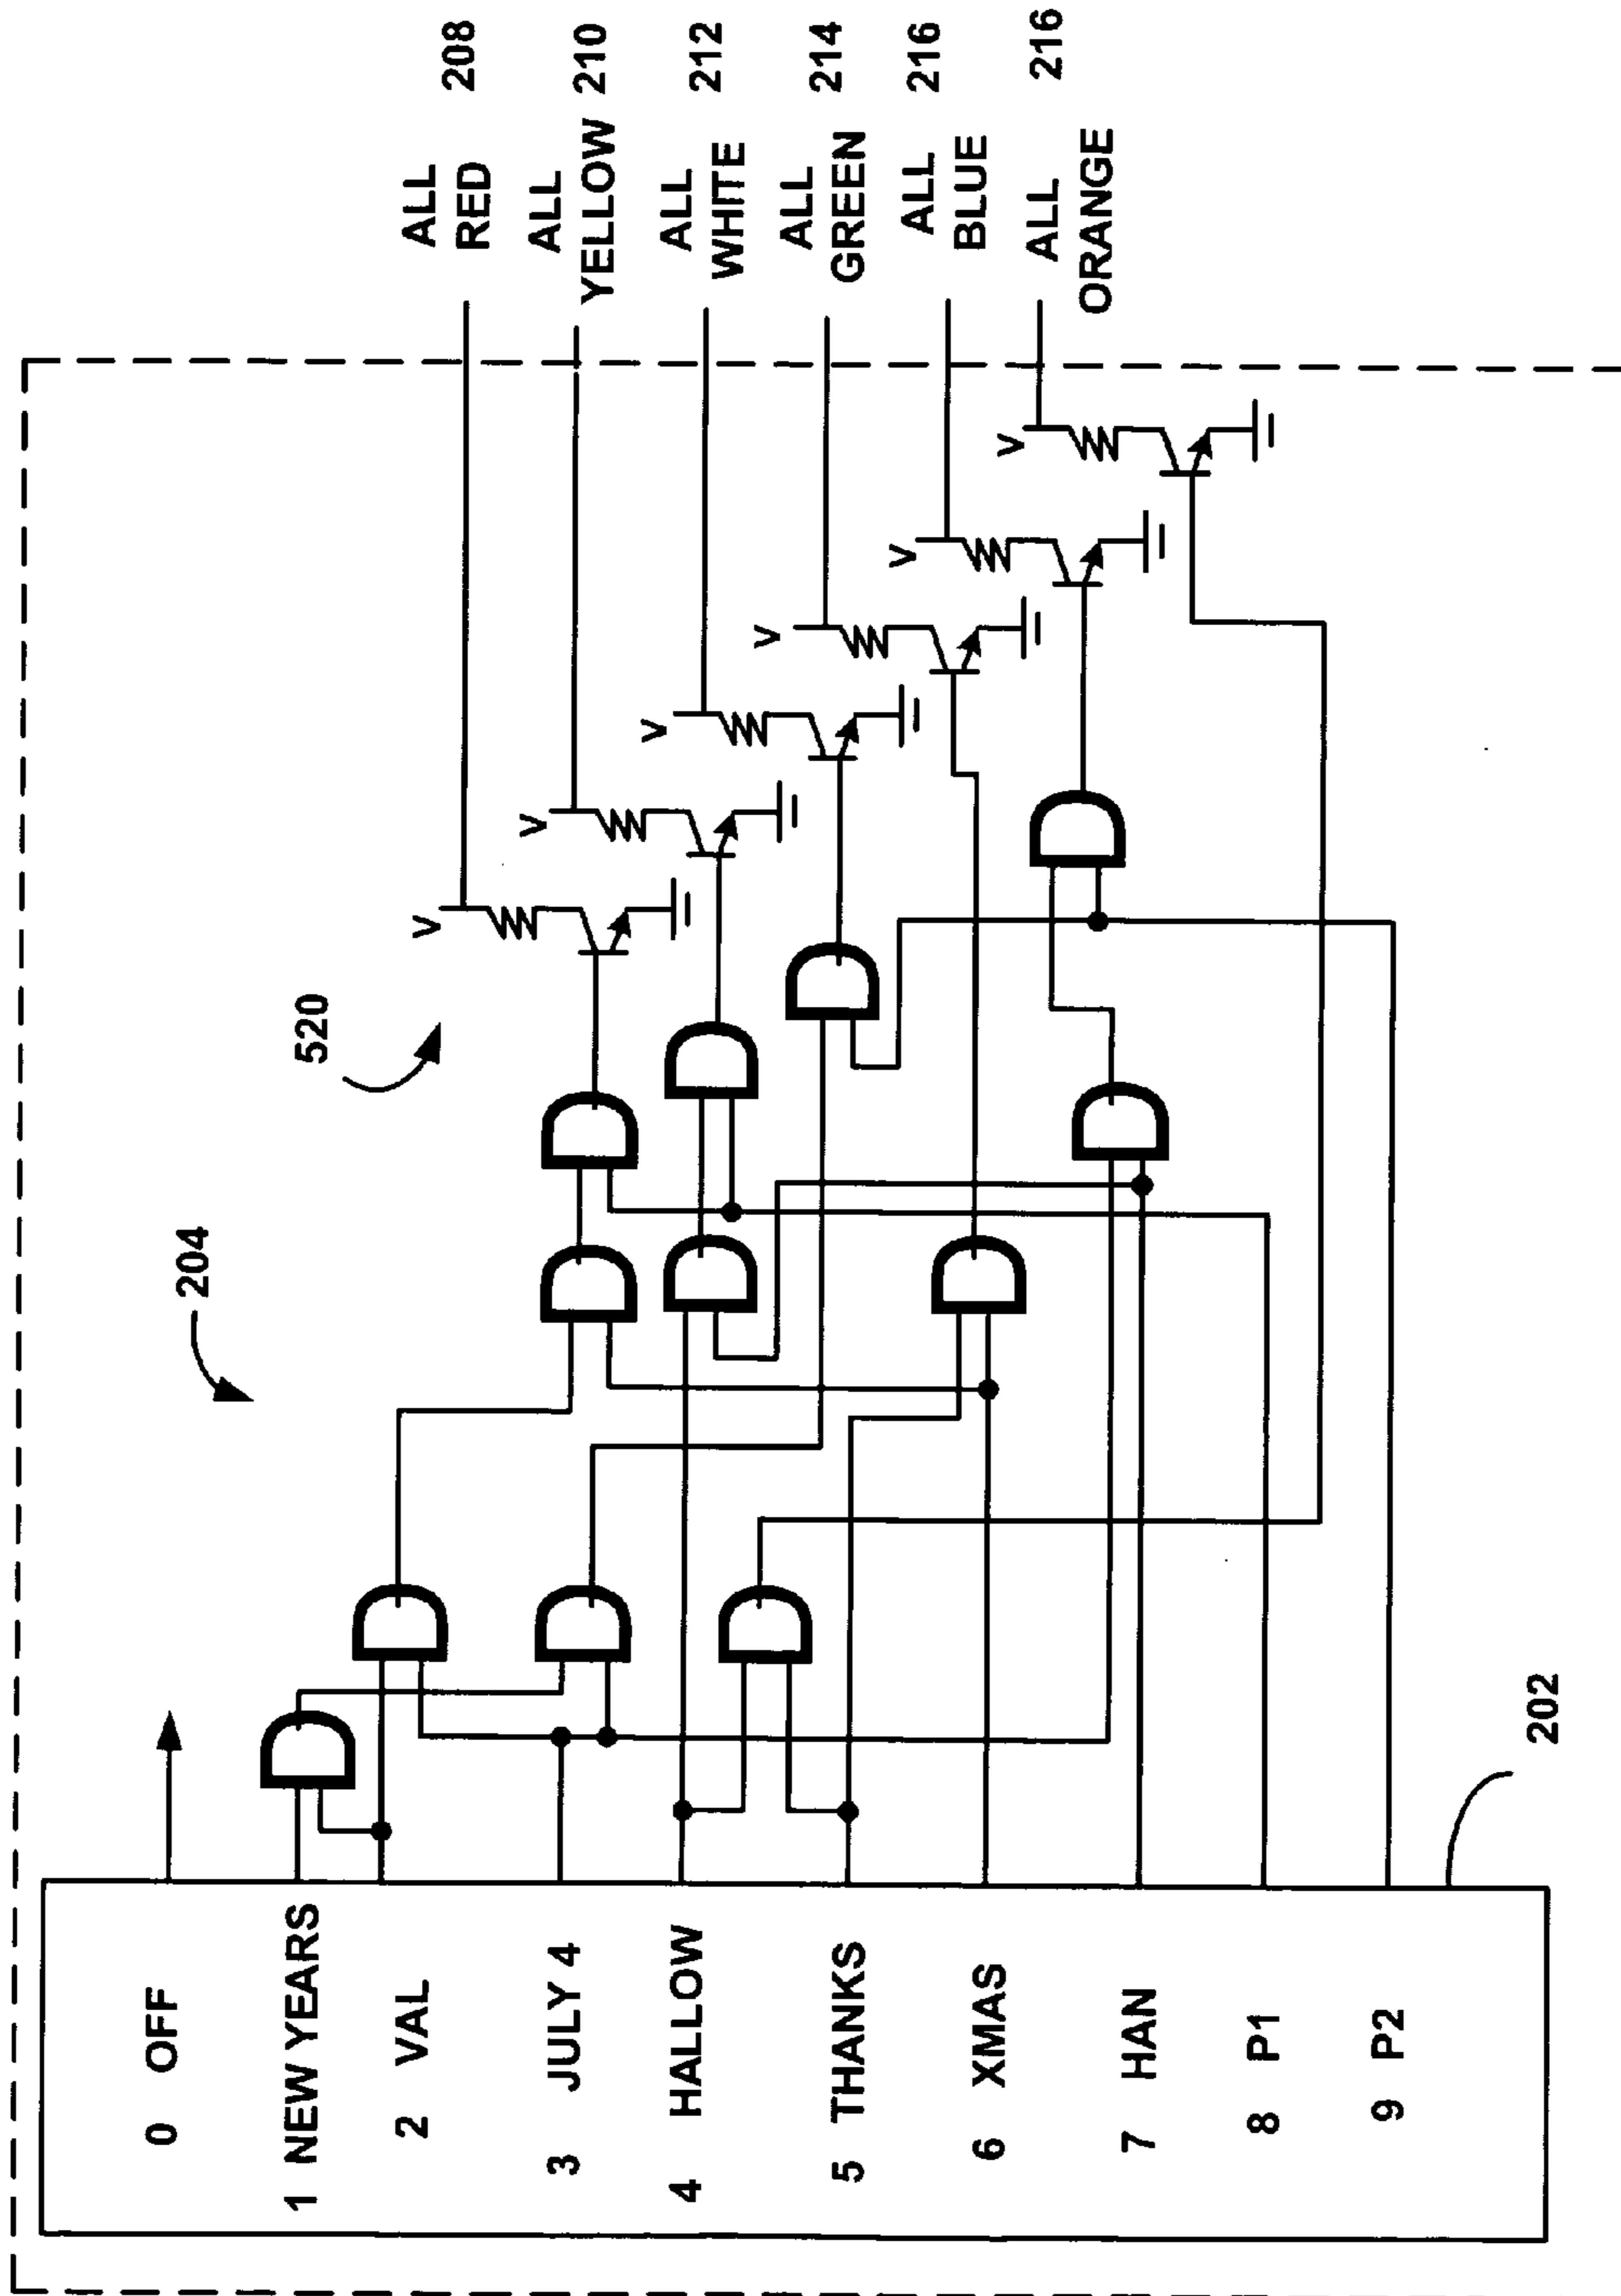 0 OFF
1 NEW YEARS
2 VAL
3 JULY 4
4 HALLOW
5 THANKS
6 XMAS
7 HAN
8 P1
9 P2
202
204
520
V
V
V
V
V
V
ALL
RED 208
ALL
YELLOW 210
ALL
WHITE 212
ALL
GREEN 214
ALL
BLUE 216
ALL
ORANGE 216